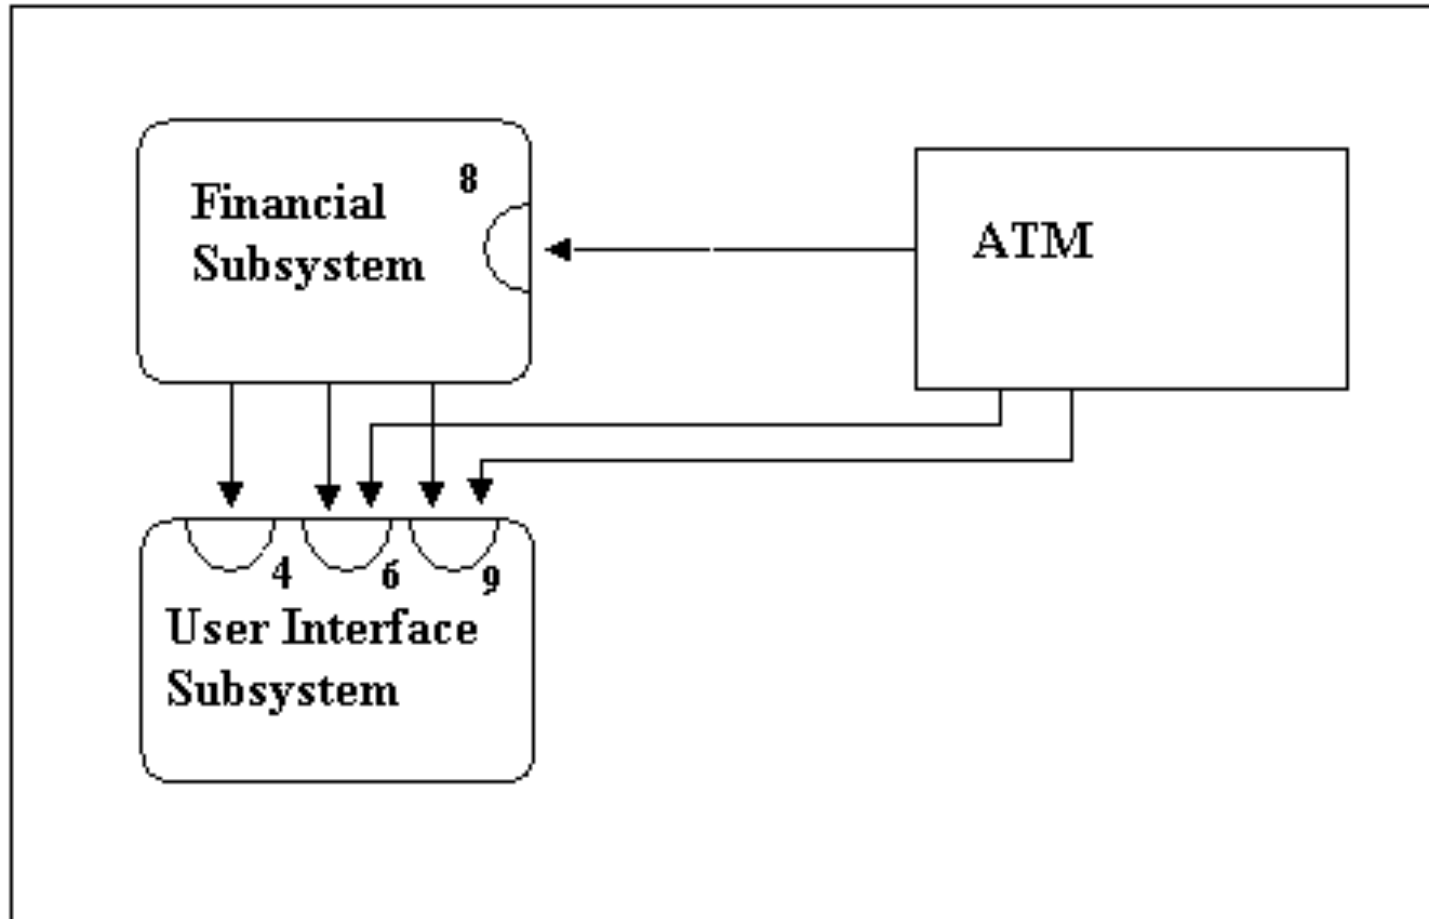 8
Financial
Subsystem
ATM
4 6 9
User Interface
Subsystem